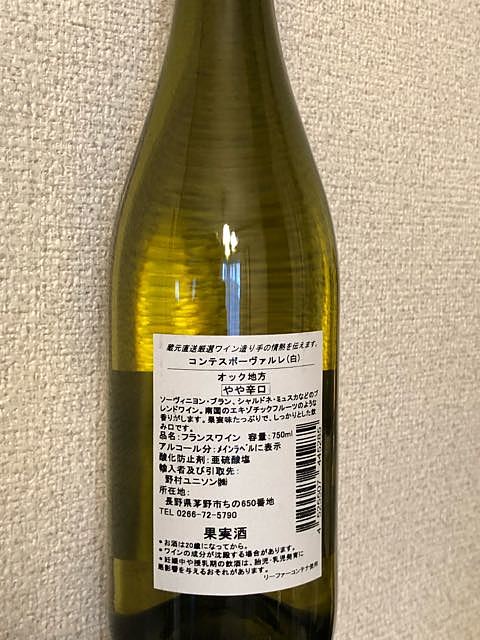 蔵元直送厳選ワイン造り手の情熱を伝えます。
コンテスボーヴァルレ(白)
オック地方
やや辛口
ソーヴィニヨン・ブラン、シャルドネ・ミュスカなどのブ
レンドワイン。南国のエキゾチックフルーツのような
香りがします。果実味たっぷりで、しっかりとした飲
み口です。
品名:フランスワイン 容量:750ml
アルコール分:メインラベルに表示
酸化防止剤:亜硫酸塩
輸入者及び引取先:
野村ユニソン㈱
所在地:
長野県茅野市ちの650番地
TEL 0266-72-5790
果実酒
*お酒は20歳になってから。
*ワインの成分が沈殿する場合があります。
*妊娠中や授乳期の飲酒は、胎児・乳児発育に
悪影響を与えるおそれがあります。
リーファーコンテナ使用